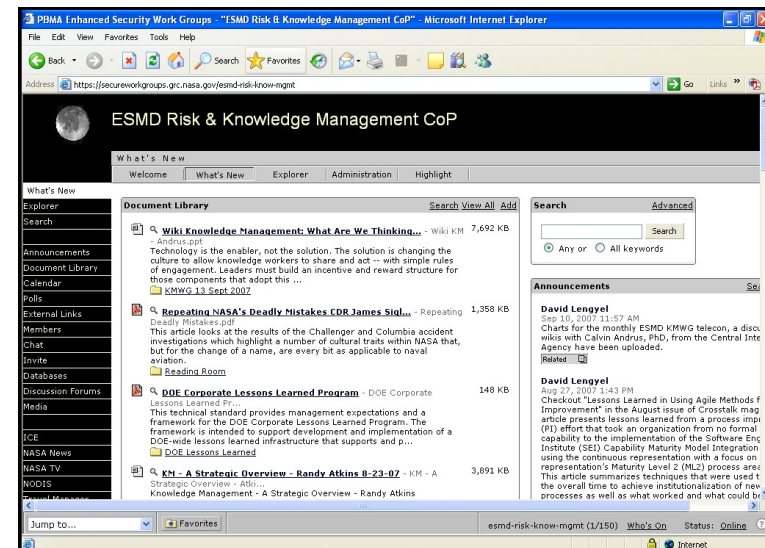 PBMA Enhanced Security Work Groups - "ESMD Risk & Knowledge Management CoP" - Microsoft Internet Explorer
File Edit View Favorites Tools Help
Back Search Favorites
Address https://secureworkgroups.grc.nasa.gov/esmd-risk-know-mgmt Go Links
ESMD Risk & Knowledge Management CoP
What's New
Welcome What's New Explorer Administration Highlight
What's New
Explorer
Search
Announcements
Document Library
Calendar
Polls
External Links
Members
Chat
Invite
Databases
Discussion Forums
Media
ICE
NASA News
NASA TV
NODIS
Travel Manager
Document Library Search View All Add
Wiki Knowledge Management: What Are We Thinking... - Wiki KM 7,692 KB
- Andrus.ppt
Technology is the enabler, not the solution. The solution is changing the
culture to allow knowledge workers to share and act -- with simple rules
of engagement. Leaders must build an incentive and reward structure for
those components that adopt this ...
KMWG 13 Sept 2007
Repeating NASA's Deadly Mistakes CDR James Sigl... - Repeating 1,358 KB
Deadly Mistakes.pdf
This article looks at the results of the Challenger and Columbia accident
investigations which highlight a number of cultural traits within NASA that,
but for the change of a name, are every bit as applicable to naval
aviation.
Reading Room
DOE Corporate Lessons Learned Program - DOE Corporate 148 KB
Lessons Learned Pr...
This technical standard provides management expectations and a
framework for the DOE Corporate Lessons Learned Program. The
framework is intended to support development and implementation of a
DOE-wide lessons learned infrastructure that supports and p...
DOE Lessons Learned
KM - A Strategic Overview - Randy Atkins 8-23-07 - KM - A 3,891 KB
Strategic Overview - Atki...
Knowledge Management - A Strategic Overview - Randy Atkins
Search Advanced
Search
Any or All keywords
Announcements Sea
David Lengyel
Sep 10, 2007 11:57 AM
Charts for the monthly ESMD KMWG telecon, a discu
wikis with Calvin Andrus, PhD, from the Central Inte
Agency have been uploaded.
Related
David Lengyel
Aug 27, 2007 1:43 PM
Checkout "Lessons Learned in Using Agile Methods f
Improvement" in the August issue of Crosstalk mag
article presents lessons learned from a process impr
(PI) effort that took an organization from no formal
capability to the implementation of the Software Eng
Institute (SEI) Capability Maturity Model Integration
using the continuous representation with a focus on
representation's Maturity Level 2 (ML2) process area
This article summarizes techniques that were used t
the overall time to achieve institutionalization of new
processes as well as what worked and what could be
Jump to... Favorites esmd-risk-know-mgmt (1/150) Who's On Status: Online
Internet